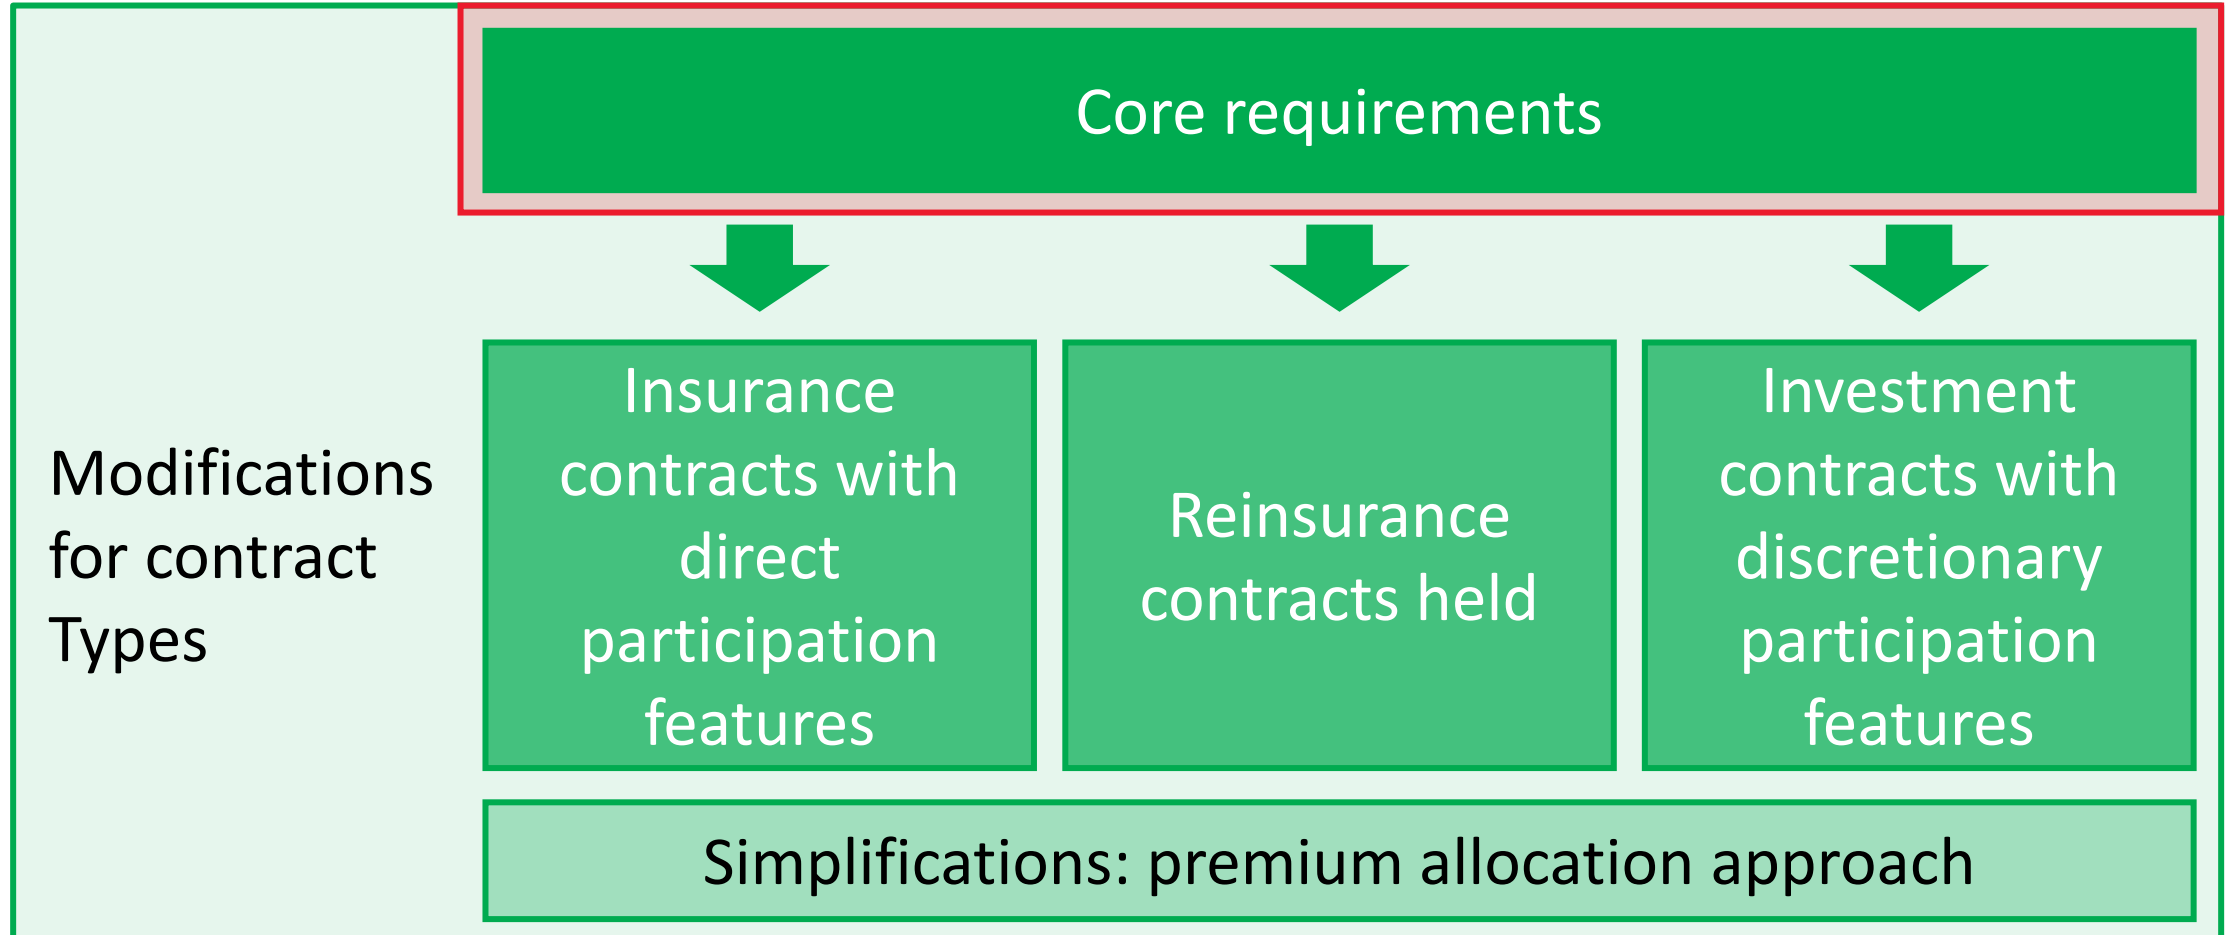 Core requirements
Modifications
for contract
Types
Insurance
contracts with
direct
participation
features
Reinsurance
contracts held
Investment
contracts with
discretionary
participation
features
Simplifications: premium allocation approach